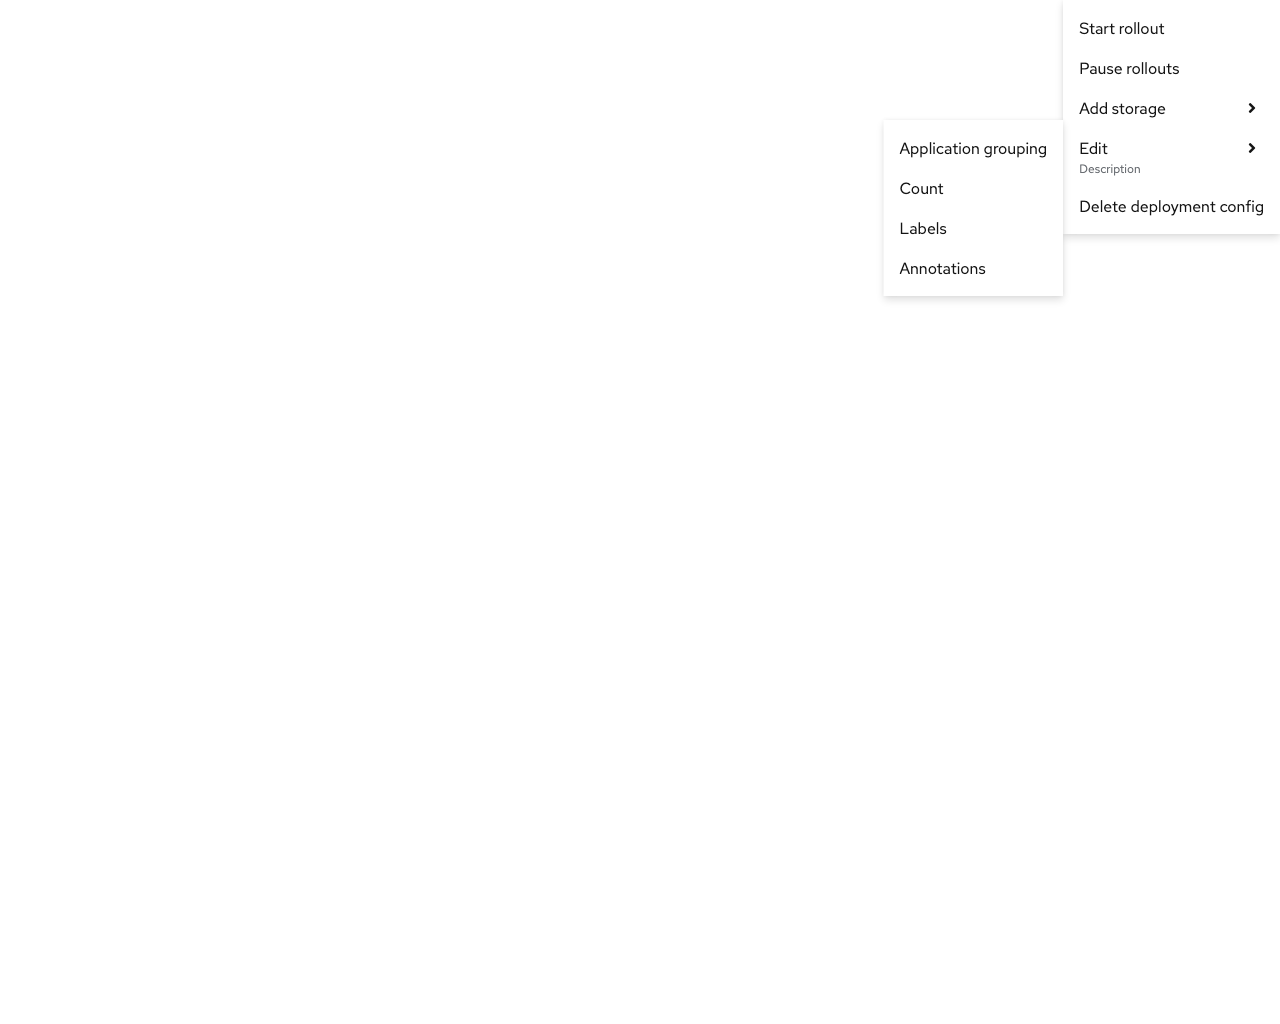 Start rollout
Pause rollouts
Add storage
Edit
Description
Delete deployment config
Application grouping
Count
Labels
Annotations